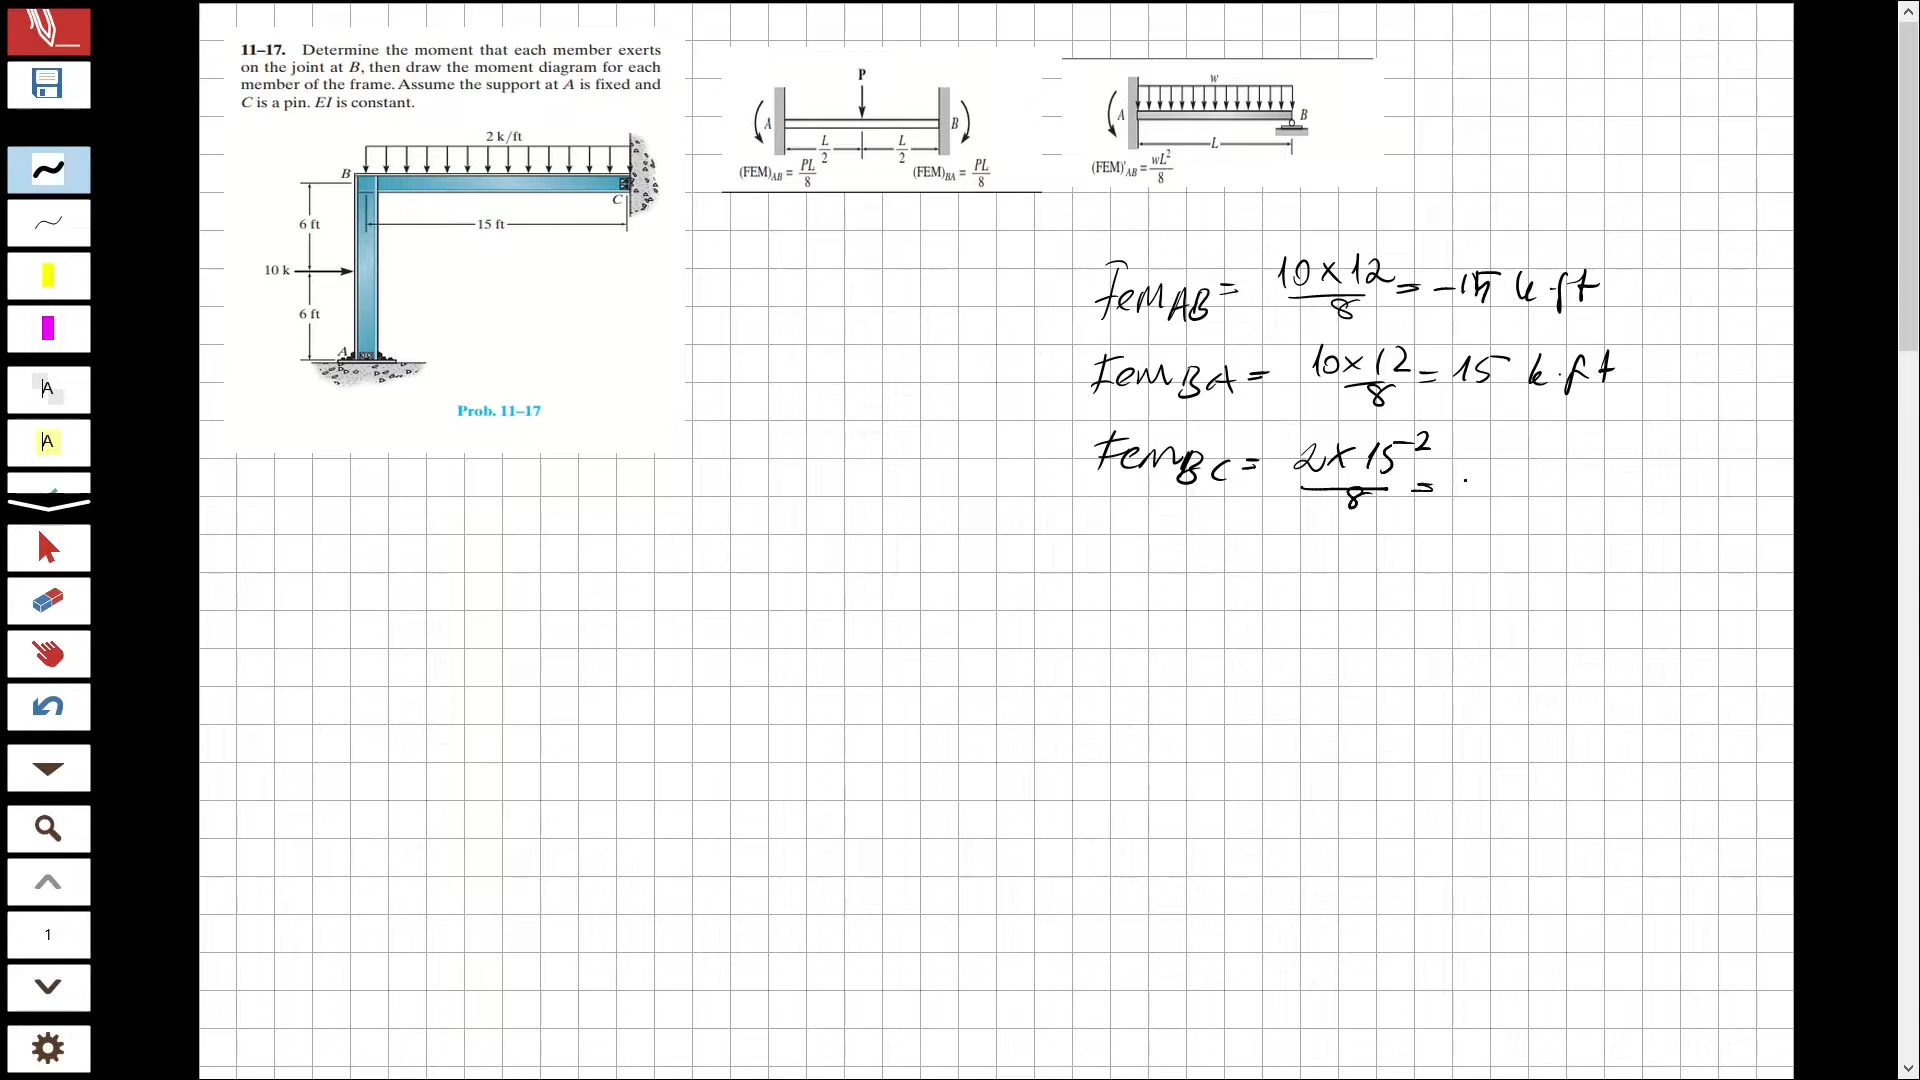 11–17. Determine the moment that each member exerts
on the joint at B, then draw the moment diagram for each
member of the frame. Assume the support at A is fixed and
C is a pin. EI is constant.
2 k/ft
B
C
6 ft
15 ft
10 k
6 ft
A
Prob. 11–17
P
A
B
L/2
L/2
(FEM)AB = PL/8
(FEM)BA = PL/8
w
A
B
L
(FEM)'AB = wL²/8
FemAB = 10 x 12/8 = -15 k.ft
FemBA = 10 x 12/8 = 15 k.ft
FemBC = 2 x 15²/8 =
A
A
1